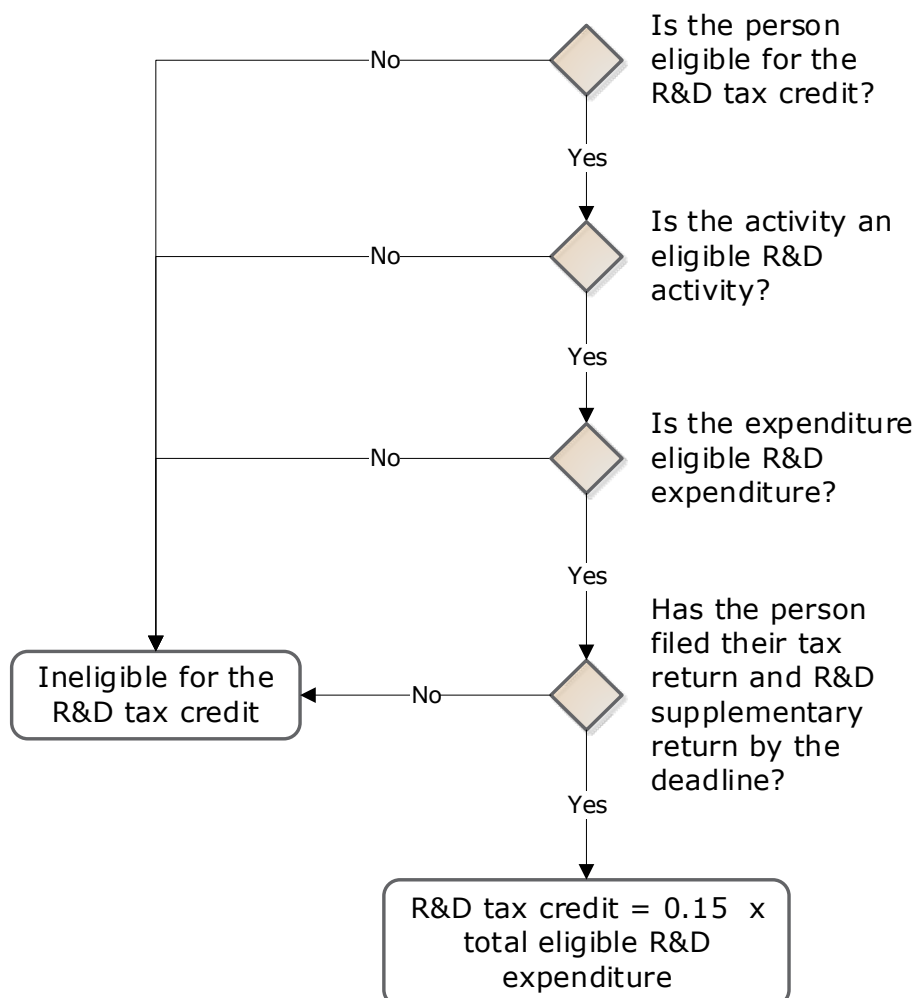 Is the person
eligible for the
R&D tax credit?
No
Yes
Is the activity an
eligible R&D
activity?
No
Yes
Is the expenditure
eligible R&D
expenditure?
No
Yes
Has the person
filed their tax
return and R&D
supplementary
return by the
deadline?
Ineligible for the
R&D tax credit
No
Yes
R&D tax credit = 0.15 x
total eligible R&D
expenditure